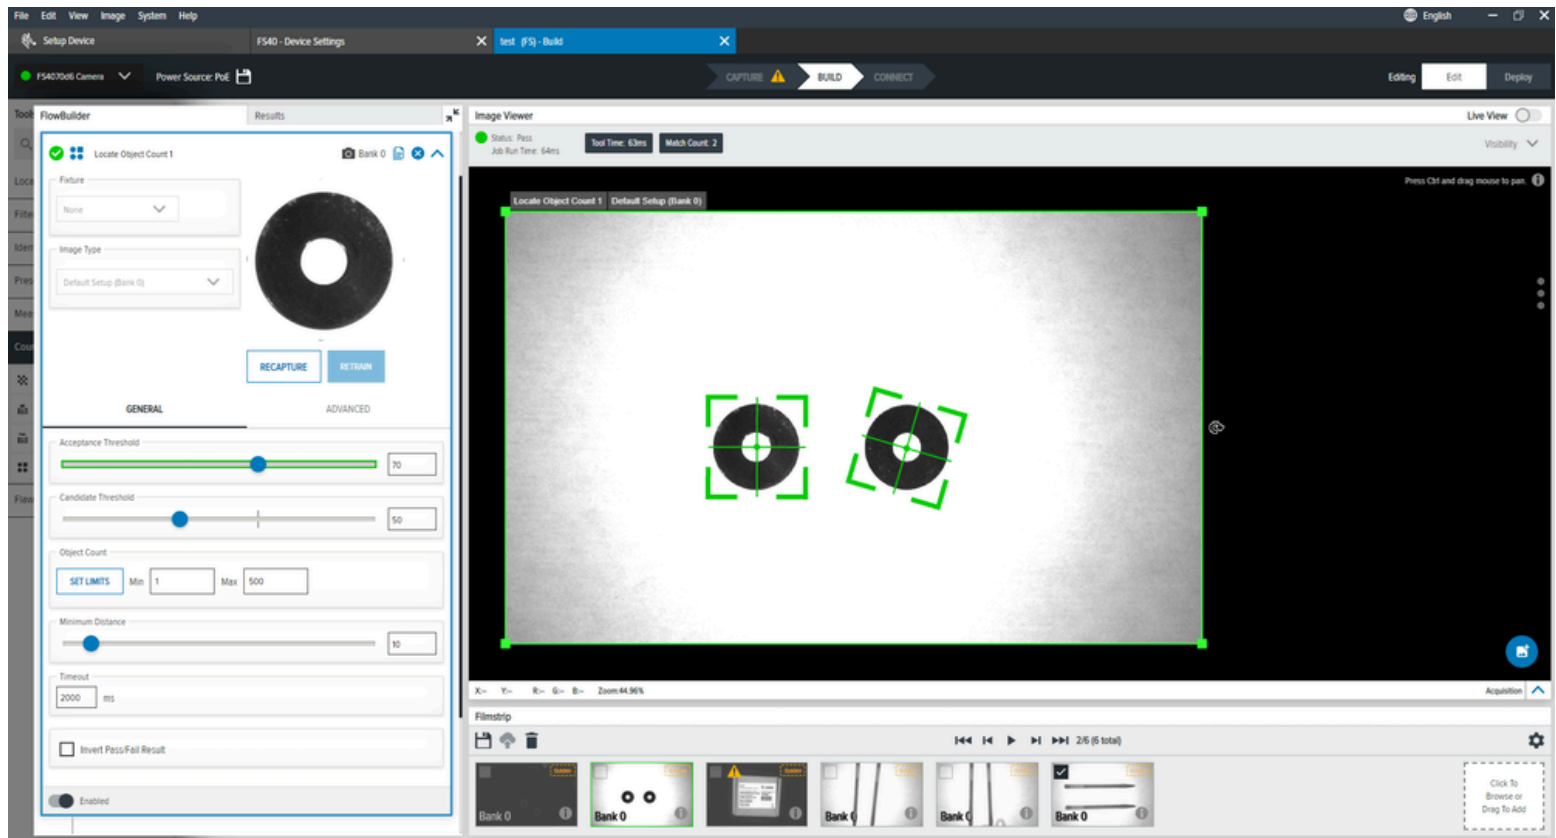 File Edit View Image System Help
English
Setup Device
FS40 - Device Settings
test (FS) - Build
FS4070d6 Camera
Power Source: PoE
CAPTURE
BUILD
CONNECT
Editing
Edit
Deploy
FlowBuilder
Results
Locate Object Count 1
Bank 0
Fixture
None
Image Type
Default Setup (Bank 0)
RECAPTURE
RETRAIN
GENERAL
ADVANCED
Acceptance Threshold
70
Candidate Threshold
50
Object Count
SET LIMITS
Min 1
Max 500
Minimum Distance
10
Timeout
2000 ms
Invert Pass/Fail Result
Enabled
Image Viewer
Live View
Status: Pass
Job Run Time: 64ms
Tool Time: 63ms
Match Count: 2
Visibility
Press Ctrl and drag mouse to pan.
Locate Object Count 1
Default Setup (Bank 0)
X:-- Y:-- R:-- G:-- B:-- Zoom:44.96%
Acquisition
Filmstrip
2/6 (6 total)
Bank 0
Bank 0
Bank 0
Bank 0
Bank 0
Click To
Browse or
Drag To Add